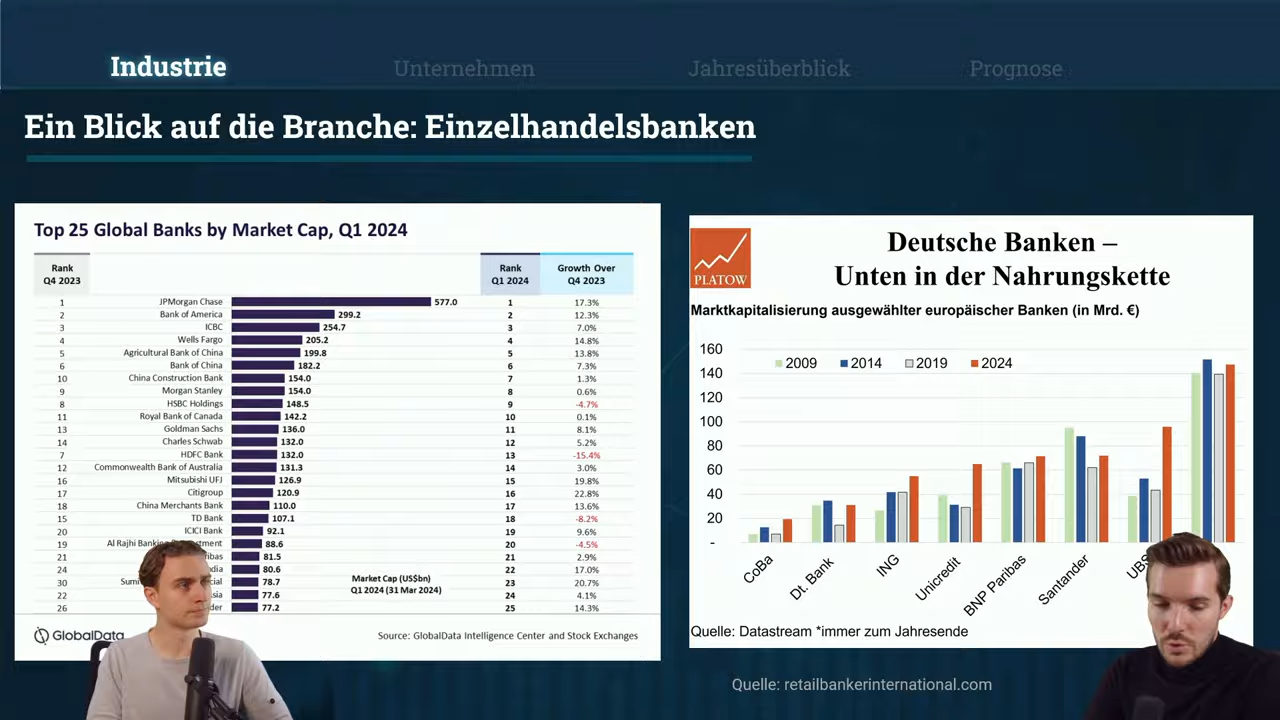 Industrie
Unternehmen
Jahresüberblick
Prognose
Ein Blick auf die Branche: Einzelhandelsbanken
Top 25 Global Banks by Market Cap, Q1 2024
Rank Q4 2023
Rank Q1 2024
Growth Over Q4 2023
1 JPMorgan Chase 577.0 1 17.3%
2 Bank of America 299.2 2 12.3%
3 ICBC 254.7 3 7.0%
4 Wells Fargo 205.2 4 14.8%
5 Agricultural Bank of China 199.8 5 13.8%
6 Bank of China 182.2 6 7.3%
10 China Construction Bank 154.0 7 1.3%
9 Morgan Stanley 154.0 8 0.6%
8 HSBC Holdings 148.5 9 -4.7%
11 Royal Bank of Canada 142.2 10 0.1%
13 Goldman Sachs 136.0 11 8.1%
14 Charles Schwab 132.0 12 5.2%
7 HDFC Bank 132.0 13 -15.4%
12 Commonwealth Bank of Australia 131.3 14 3.0%
16 Mitsubishi UFJ 126.9 15 19.8%
17 Citigroup 120.9 16 22.8%
18 China Merchants Bank 110.0 17 13.6%
15 TD Bank 107.1 18 -8.2%
20 ICICI Bank 92.1 19 9.6%
19 Al Rajhi 88.6 20 -4.5%
21 81.5 21 2.9%
24 80.6 22 17.0%
30 78.7 23 20.7%
22 77.6 24 4.1%
26 77.2 25 14.3%
Market Cap (US$bn)
Q1 2024 (31 Mar 2024)
GlobalData
Source: GlobalData Intelligence Center and Stock Exchanges
PLATOW
Deutsche Banken –
Unten in der Nahrungskette
Marktkapitalisierung ausgewählter europäischer Banken (in Mrd. €)
2009 2014 2019 2024
160
140
120
100
80
60
40
20
-
CoBa
Dt. Bank
ING
Unicredit
BNP Paribas
Santander
Quelle: Datastream *immer zum Jahresende
Quelle: retailbankerinternational.com